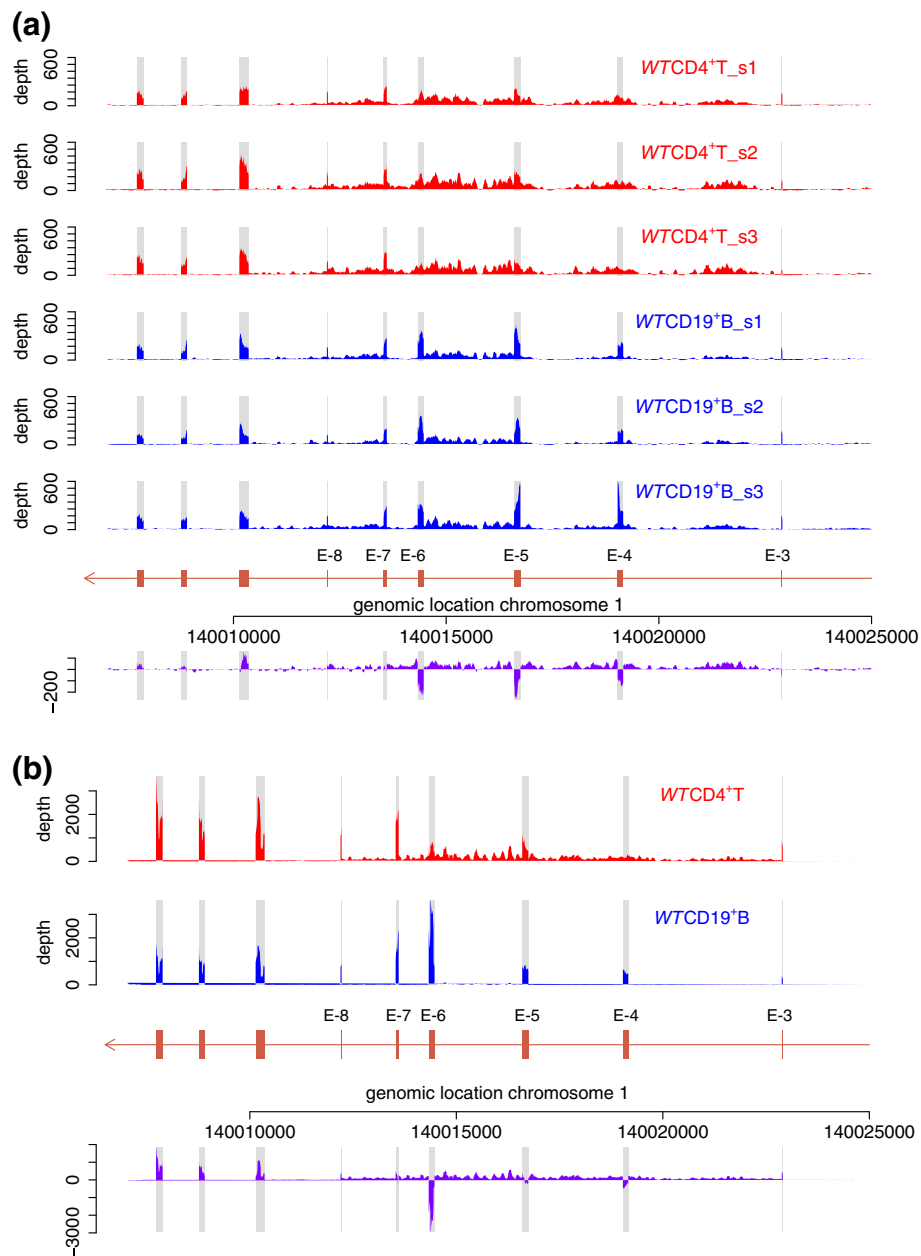 (a)
depth
0 600
WTCD4⁺T_s1
depth
0 600
WTCD4⁺T_s2
depth
0 600
WTCD4⁺T_s3
depth
0 600
WTCD19⁺B_s1
depth
0 600
WTCD19⁺B_s2
depth
0 600
WTCD19⁺B_s3
E-8 E-7 E-6 E-5 E-4 E-3
genomic location chromosome 1
140010000 140015000 140020000 140025000
−200
(b)
depth
0 2000
WTCD4⁺T
depth
0 2000
WTCD19⁺B
E-8 E-7 E-6 E-5 E-4 E-3
genomic location chromosome 1
140010000 140015000 140020000 140025000
−3000 0